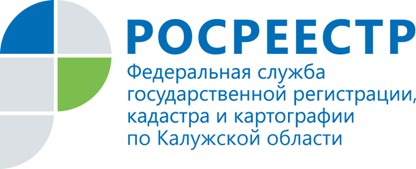 РОСРЕЕСТР
Федеральная служба
государственной регистрации,
кадастра и картографии
по Калужской области